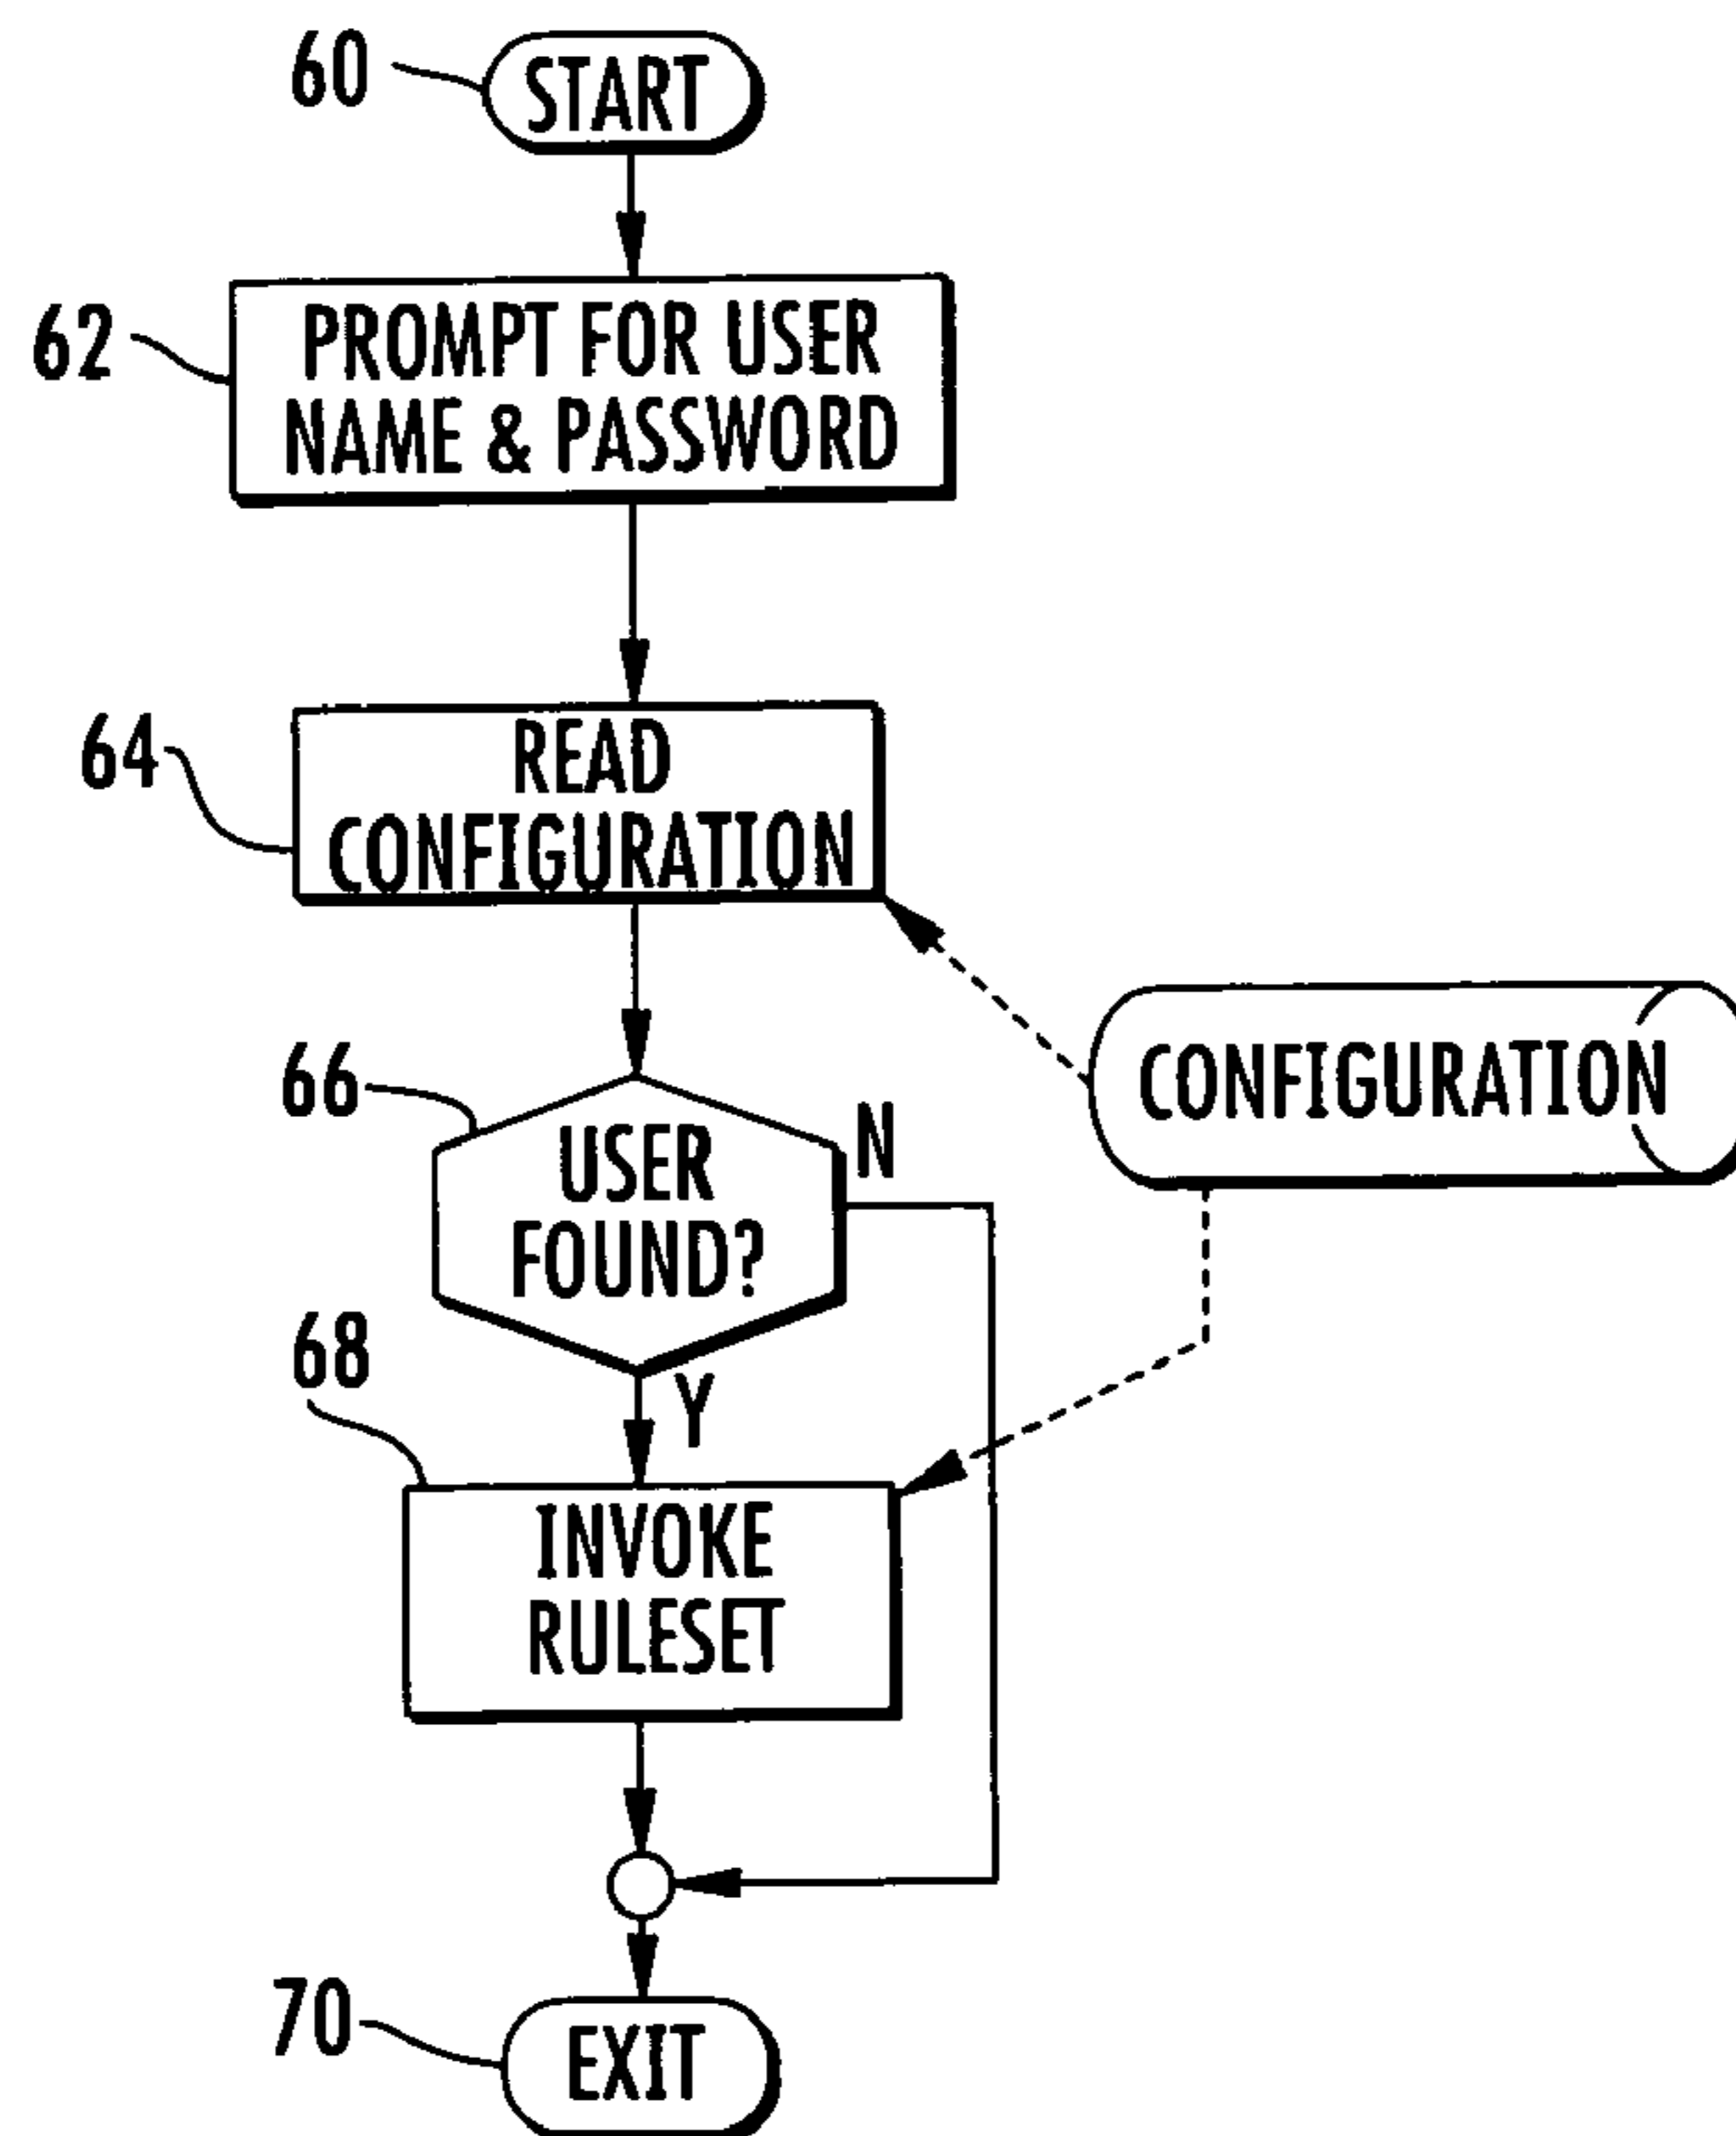 60
START
62
PROMPT FOR USER
NAME & PASSWORD
64
READ
CONFIGURATION
CONFIGURATION
66
USER
FOUND?
N
68
Y
INVOKE
RULESET
70
EXIT